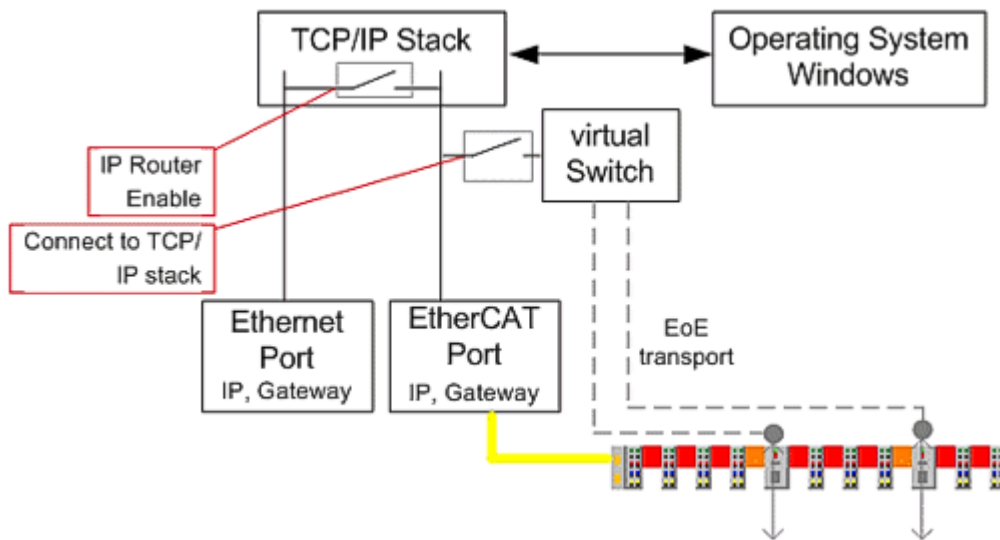 TCP/IP Stack
Operating System
Windows
virtual
Switch
IP Router
Enable
Connect to TCP/
IP stack
Ethernet
Port
IP, Gateway
EtherCAT
Port
IP, Gateway
EoE
transport